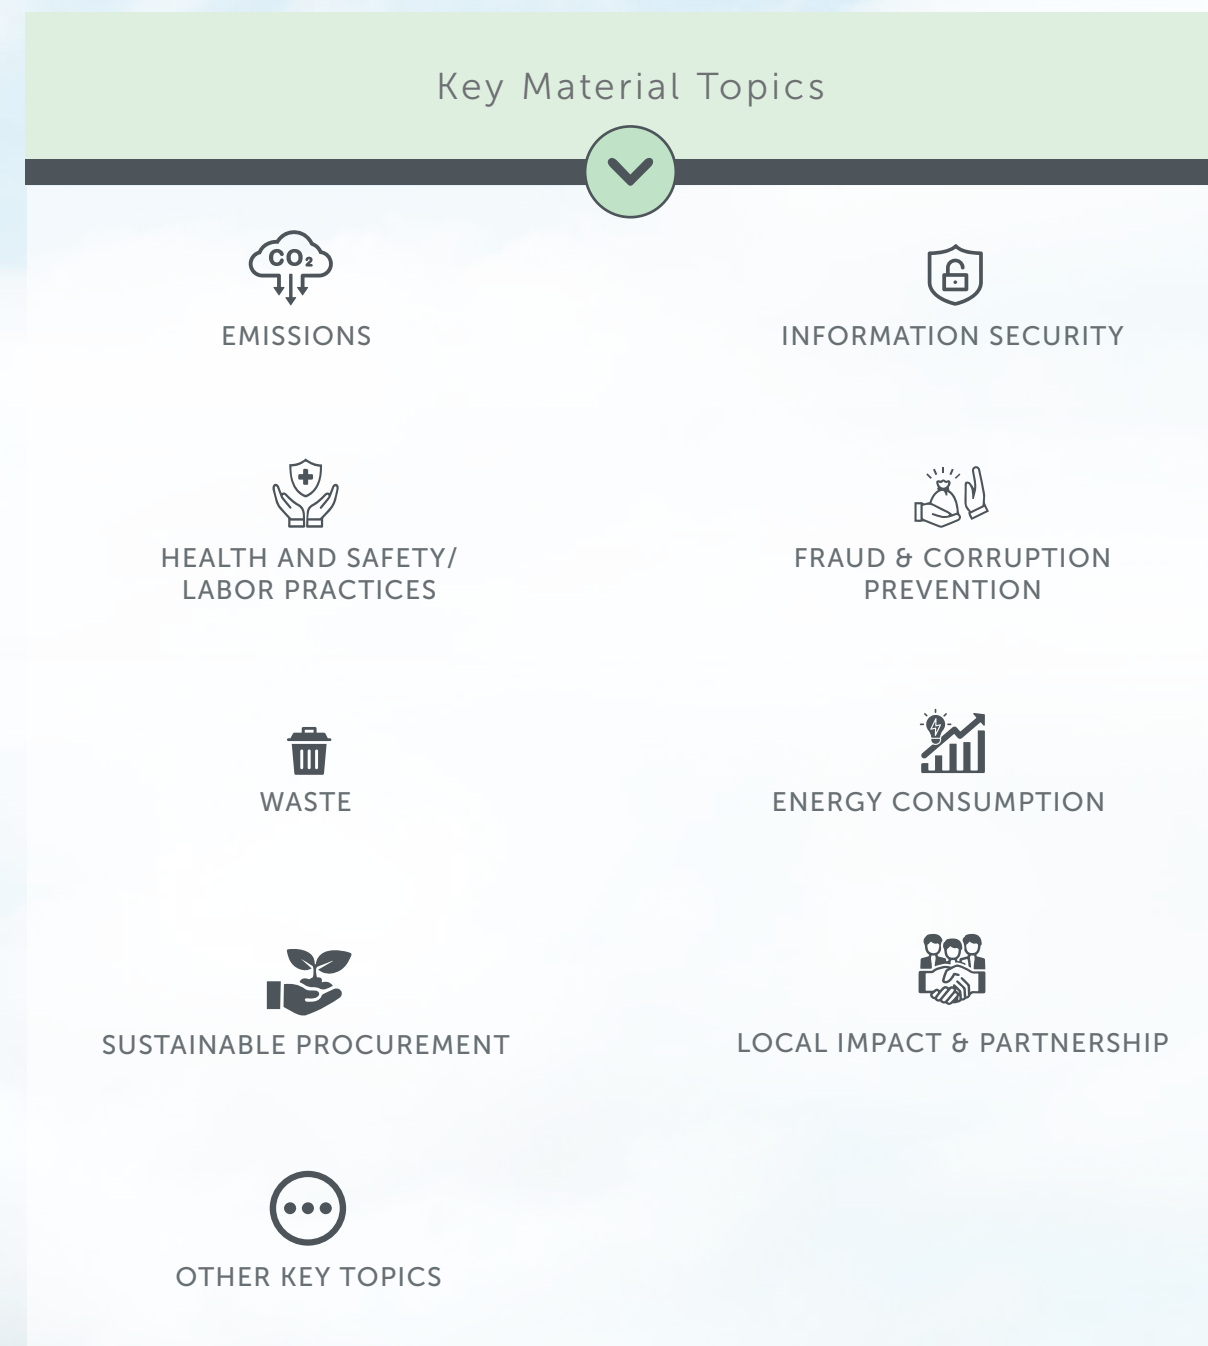 Key Material Topics
CO₂
EMISSIONS
INFORMATION SECURITY
HEALTH AND SAFETY/
LABOR PRACTICES
FRAUD & CORRUPTION
PREVENTION
WASTE
ENERGY CONSUMPTION
SUSTAINABLE PROCUREMENT
LOCAL IMPACT & PARTNERSHIP
OTHER KEY TOPICS